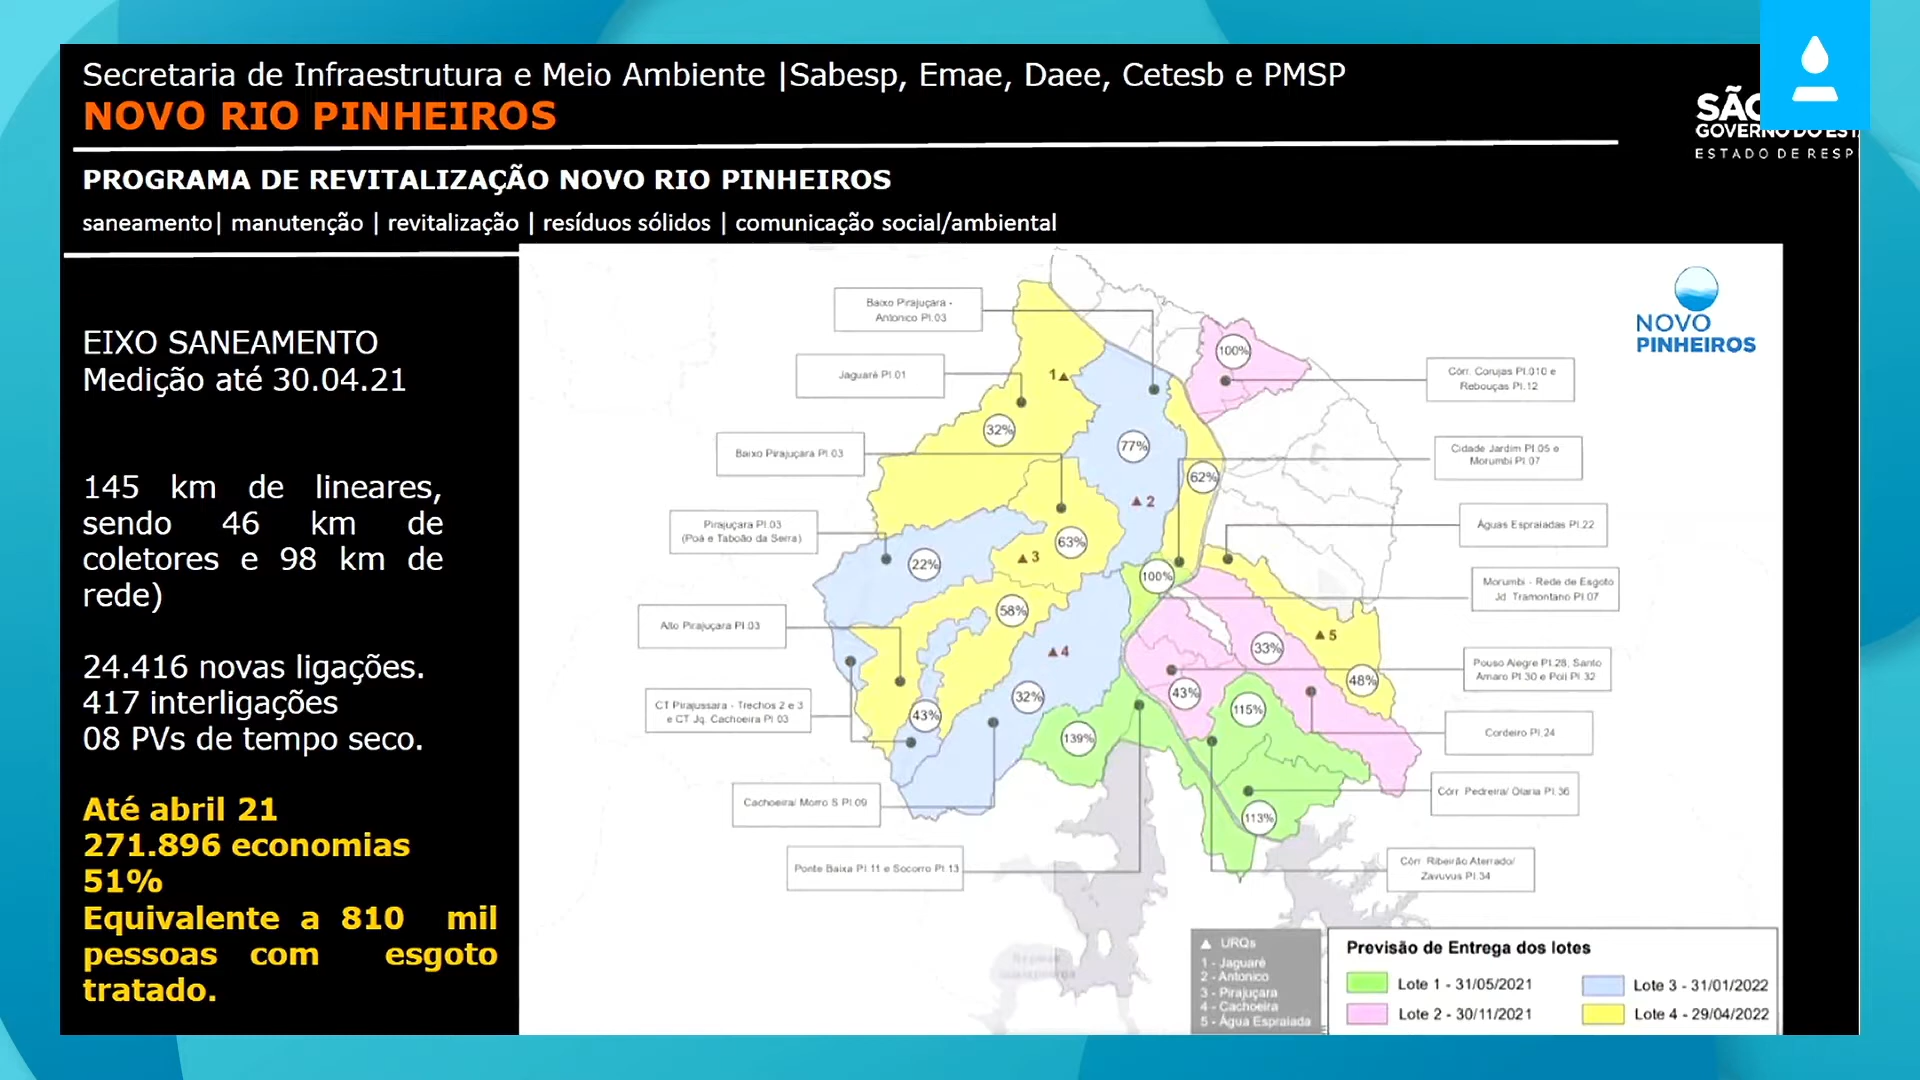 Secretaria de Infraestrutura e Meio Ambiente |Sabesp, Emae, Daee, Cetesb e PMSP
NOVO RIO PINHEIROS
SÃO
GOVERNO DO EST
ESTADO DE RESP
PROGRAMA DE REVITALIZAÇÃO NOVO RIO PINHEIROS
saneamento| manutenção | revitalização | resíduos sólidos | comunicação social/ambiental
EIXO SANEAMENTO
Medição até 30.04.21
145 km de lineares,
sendo 46 km de
coletores e 98 km de
rede)
24.416 novas ligações.
417 interligações
08 PVs de tempo seco.
Até abril 21
271.896 economias
51%
Equivalente a 810 mil
pessoas com esgoto
tratado.
NOVO
PINHEIROS
Baixo Pirajuçara -
Antonico PI.03
Jaguaré PI.01
Baixo Pirajuçara PI.03
Pirajuçara PI.03
(Poá e Taboão da Serra)
Alto Pirajuçara PI.03
CT Pirajussara - Trechos 2 e 3
e CT Jq. Cachoeira PI.03
Cachoeira/ Morro S PI.09
Ponte Baixa PI.11 e Socorro PI.13
1
32%
77%
2
62%
100%
63%
3
22%
100%
58%
4
5
33%
48%
32%
43%
43%
115%
139%
113%
Córr. Corujas PI.010 e
Rebouças PI.12
Cidade Jardim PI.05 e
Morumbi PI.07
Águas Espraiadas PI.22
Morumbi - Rede de Esgoto
Jd. Tramontano PI.07
Pouso Alegre PI.28, Santo
Amaro PI.30 e Poli PI.32
Cordeiro PI.24
Córr. Pedreira/ Olaria PI.36
Córr. Ribeirão Aterrado/
Zavuvus PI.34
URQs
1 - Jaguaré
2 - Antonico
3 - Pirajuçara
4 - Cachoeira
5 - Água Espraiada
Previsão de Entrega dos lotes
Lote 1 - 31/05/2021
Lote 3 - 31/01/2022
Lote 2 - 30/11/2021
Lote 4 - 29/04/2022